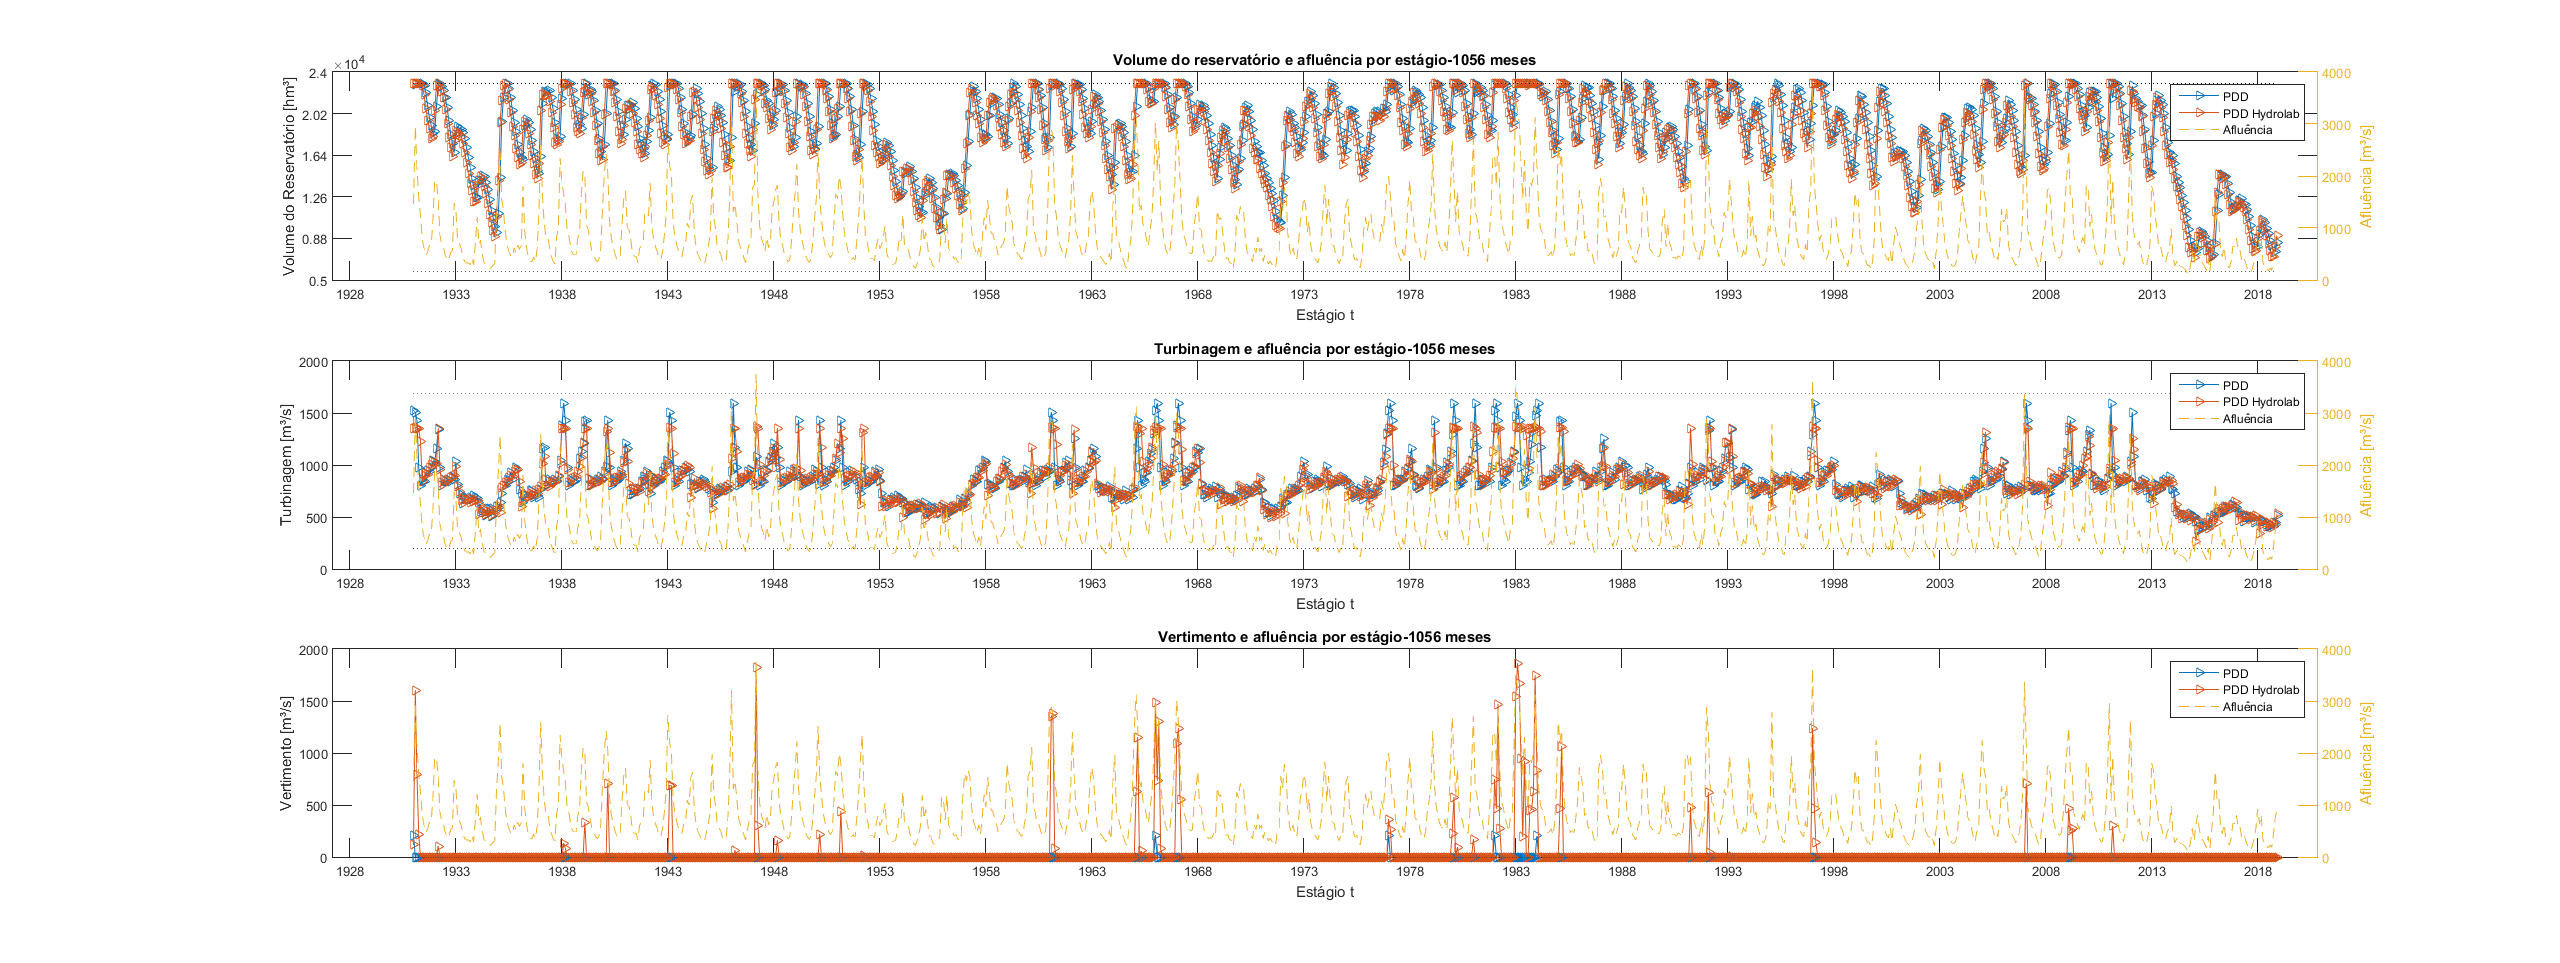 Volume do reservatório e afluência por estágio-1056 meses
×10⁴
2.4
2.02
1.64
1.26
0.88
0.5
Volume do Reservatório [hm³]
4000
3000
2000
1000
0
Afluência [m³/s]
PDD
PDD Hydrolab
Afluência
1928 1933 1938 1943 1948 1953 1958 1963 1968 1973 1978 1983 1988 1993 1998 2003 2008 2013 2018
Estágio t
Turbinagem e afluência por estágio-1056 meses
2000
1500
1000
500
0
Turbinagem [m³/s]
4000
3000
2000
1000
0
Afluência [m³/s]
PDD
PDD Hydrolab
Afluência
1928 1933 1938 1943 1948 1953 1958 1963 1968 1973 1978 1983 1988 1993 1998 2003 2008 2013 2018
Estágio t
Vertimento e afluência por estágio-1056 meses
2000
1500
1000
500
0
Vertimento [m³/s]
4000
3000
2000
1000
0
Afluência [m³/s]
PDD
PDD Hydrolab
Afluência
1928 1933 1938 1943 1948 1953 1958 1963 1968 1973 1978 1983 1988 1993 1998 2003 2008 2013 2018
Estágio t